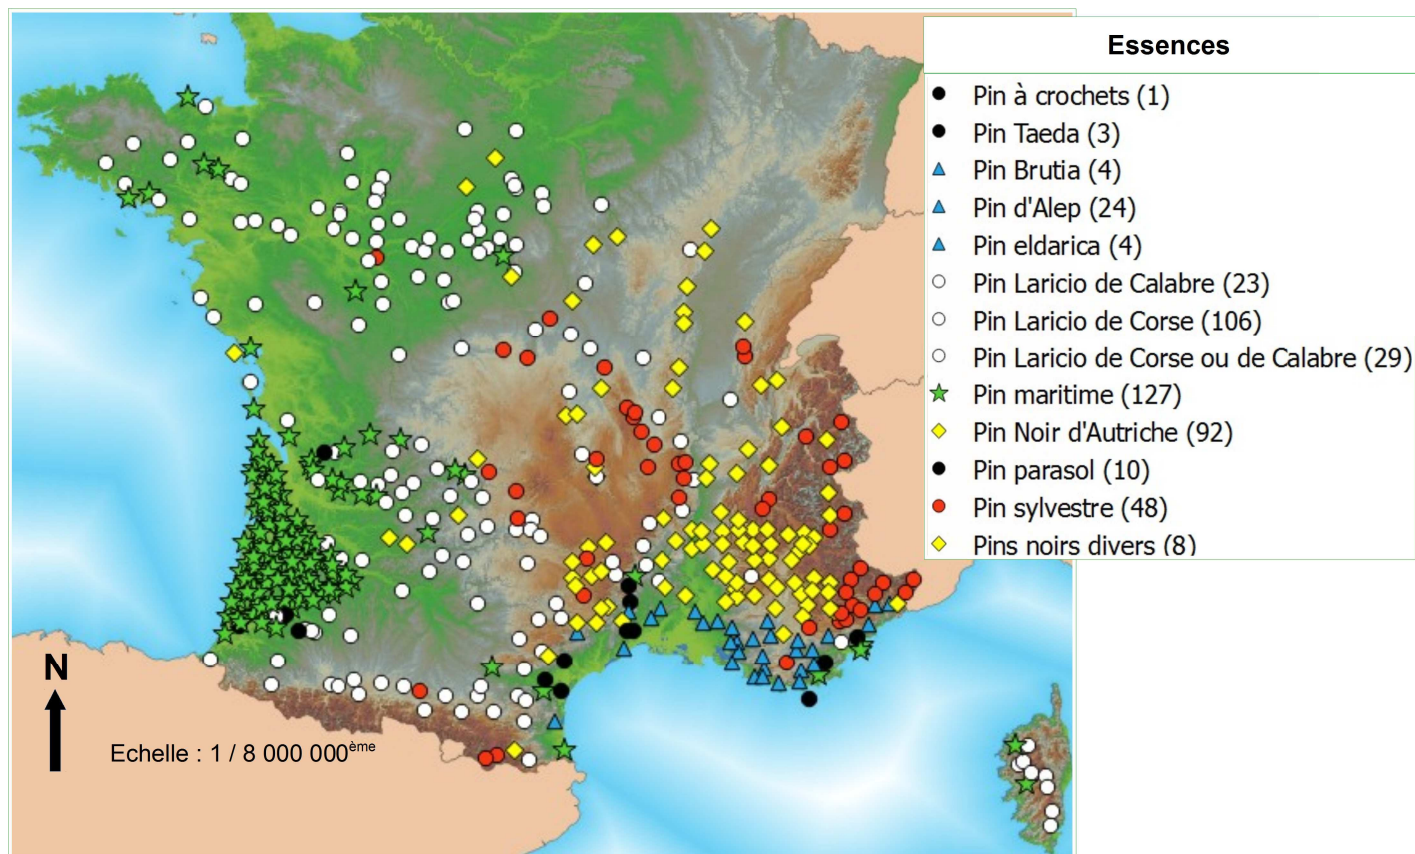 Essences
Pin à crochets (1)
Pin Taeda (3)
Pin Brutia (4)
Pin d'Alep (24)
Pin eldarica (4)
Pin Laricio de Calabre (23)
Pin Laricio de Corse (106)
Pin Laricio de Corse ou de Calabre (29)
Pin maritime (127)
Pin Noir d'Autriche (92)
Pin parasol (10)
Pin sylvestre (48)
Pins noirs divers (8)
N
Echelle : 1 / 8 000 000ème